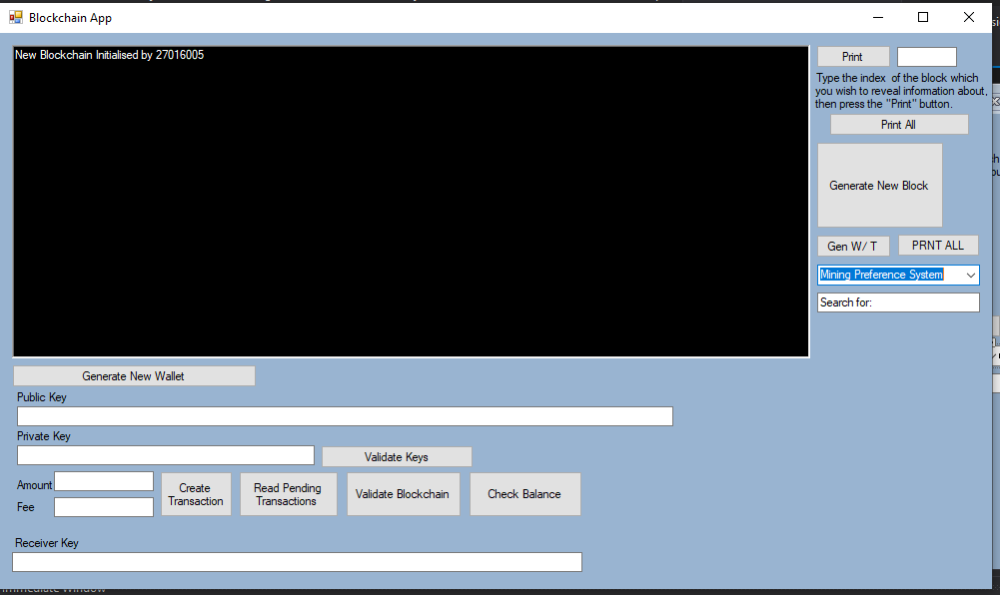 Blockchain App
New Blockchain Initialised by 27016005
Print
Type the index of the block which
you wish to reveal information about,
then press the "Print" button.
Print All
Generate New Block
Gen W/ T
PRNT ALL
Mining Preference System
Search for:
Generate New Wallet
Public Key
Private Key
Validate Keys
Amount
Fee
Create
Transaction
Read Pending
Transactions
Validate Blockchain
Check Balance
Receiver Key
Immediate Window